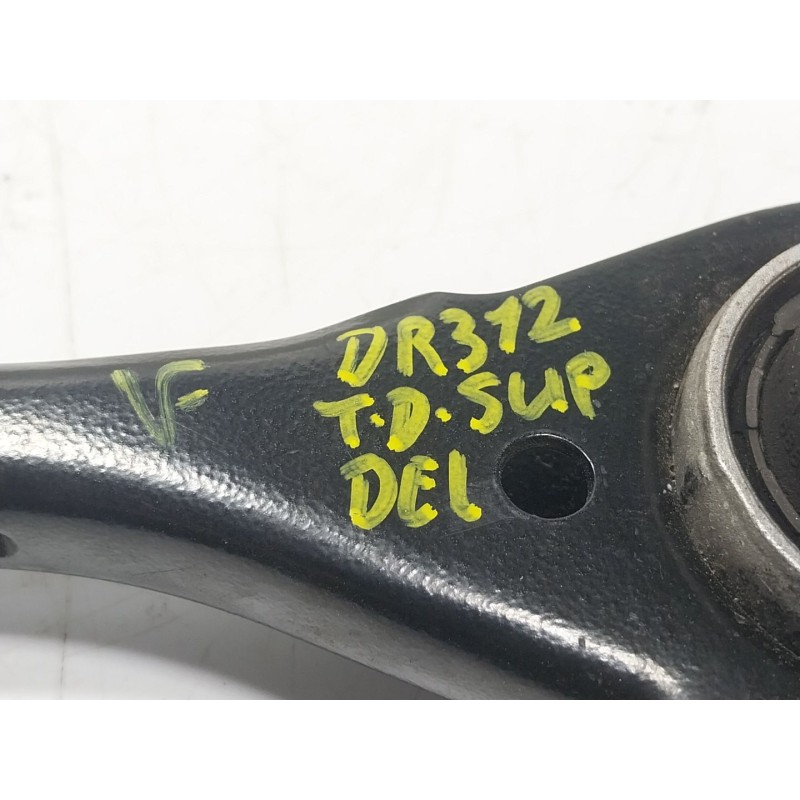 V-
DR312
T.D.SUP
DEL